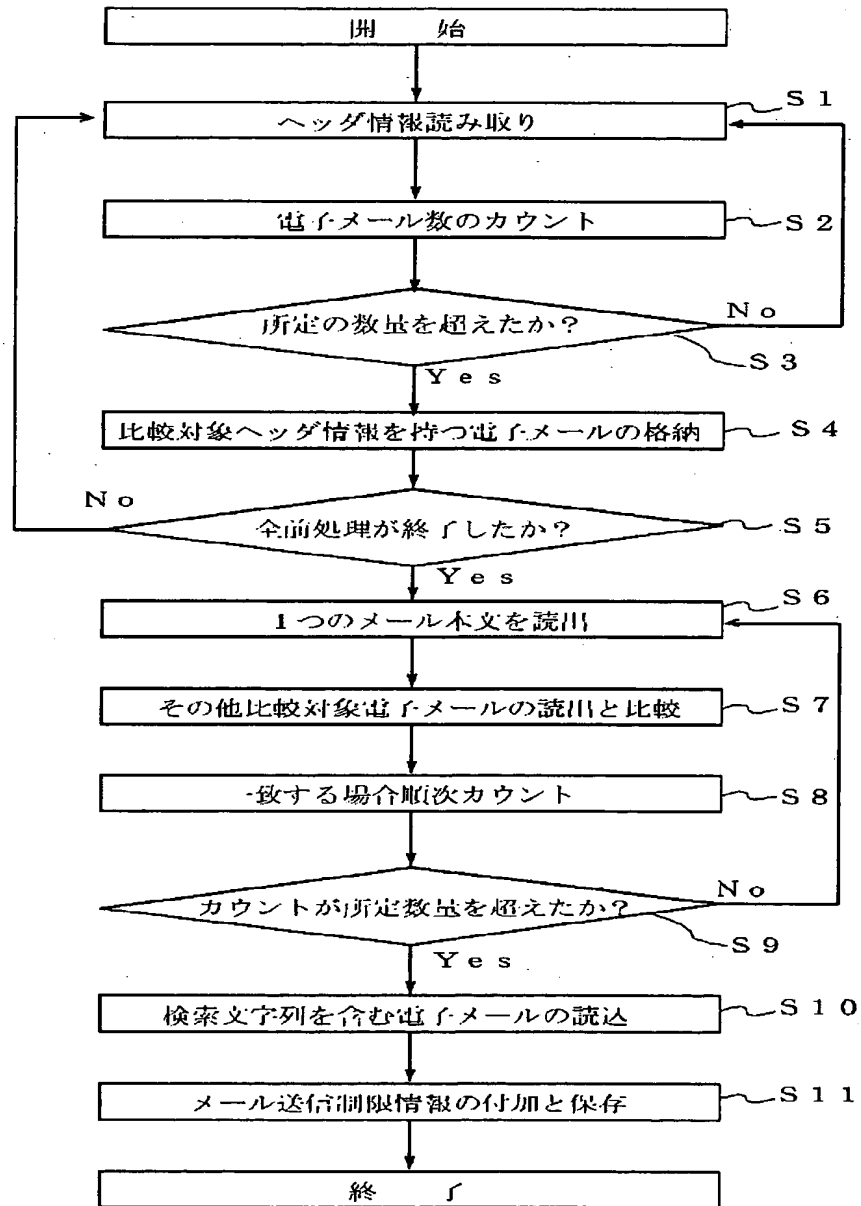 開 始
S1
ヘッダ情報読み取り
電子メール数のカウント
S2
所定の数量を超えたか?
No
S3
Yes
比較対象ヘッダ情報を持つ電子メールの格納
S4
No
全前処理が終了したか?
S5
Yes
S6
1つのメール本文を読出
その他比較対象電子メールの読出と比較
S7
一致する場合順次カウント
S8
No
カウントが所定数量を超えたか?
S9
Yes
検索文字列を含む電子メールの読込
S10
メール送信制限情報の付加と保存
S11
終 了